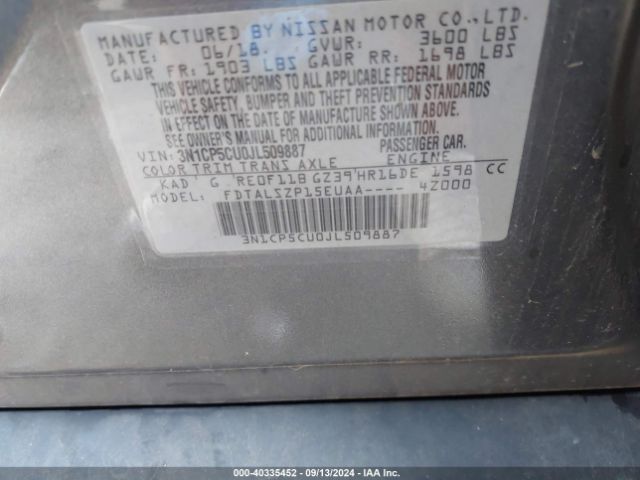 MANUFACTURED BY NISSAN MOTOR CO.,LTD.
DATE: 06/18. GVWR: 3600 LBS
GAWR FR: 1903 LBS GAWR RR: 1698 LBS
THIS VEHICLE CONFORMS TO ALL APPLICABLE FEDERAL MOTOR
VEHICLE SAFETY, BUMPER AND THEFT PREVENTION STANDARDS
IN EFFECT ON THE DATE OF MANUFACTURE SHOWN ABOVE.
SEE OWNER'S MANUAL FOR ADDITIONAL INFORMATION.
VIN: 3N1CP5CU0JL509887 PASSENGER CAR.
COLOR TRIM TRANS AXLE ENGINE
KAD G RE0F11B GZ39 HR16DE 1598 CC
MODEL: FDTALSZP15EUAA---- 4Z000
3N1CP5CU0JL509887
000-40335452 - 09/13/2024 - IAA Inc.